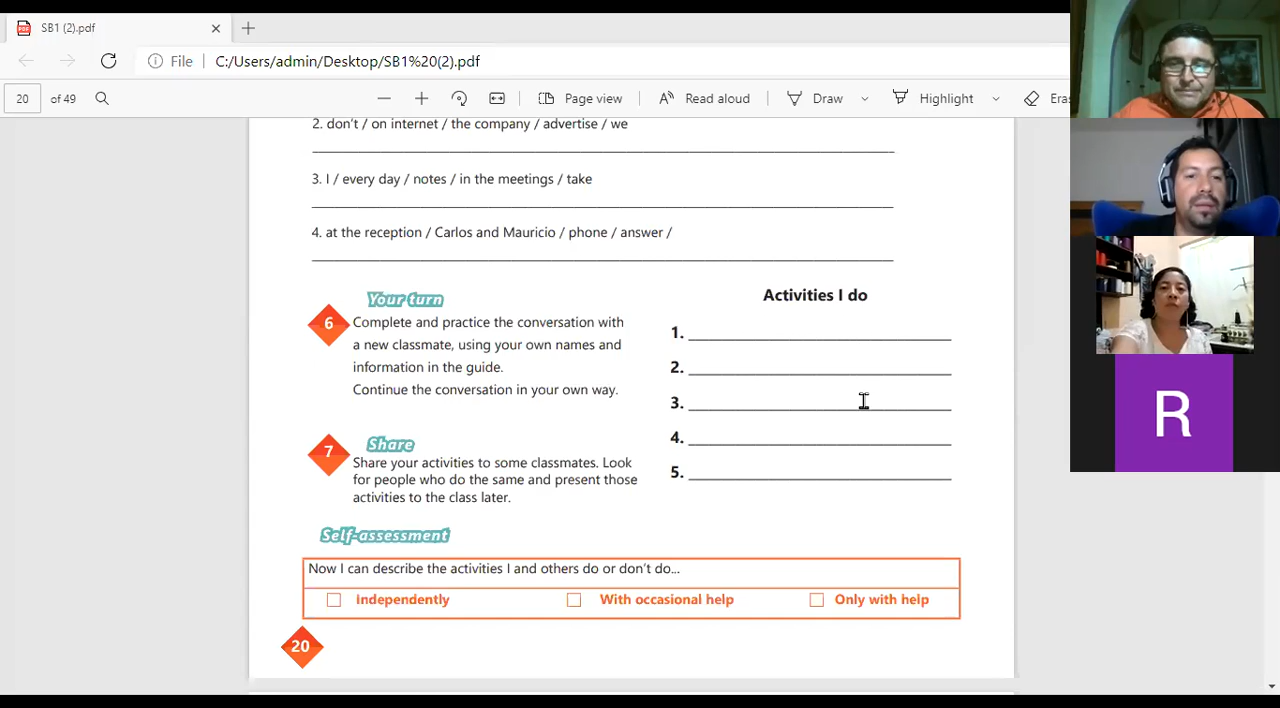 SB1 (2).pdf
File
C:/Users/admin/Desktop/SB1%20(2).pdf
20 of 49
Page view
Read aloud
Draw
Highlight
Eras
2. don't / on internet / the company / advertise / we
3. I / every day / notes / in the meetings / take
4. at the reception / Carlos and Mauricio / phone / answer /
6
Your turn
Complete and practice the conversation with
a new classmate, using your own names and
information in the guide.
Continue the conversation in your own way.
Activities I do
1.
2.
3.
4.
5.
7
Share
Share your activities to some classmates. Look
for people who do the same and present those
activities to the class later.
Self-assessment
Now I can describe the activities I and others do or don't do...
Independently
With occasional help
Only with help
20
R